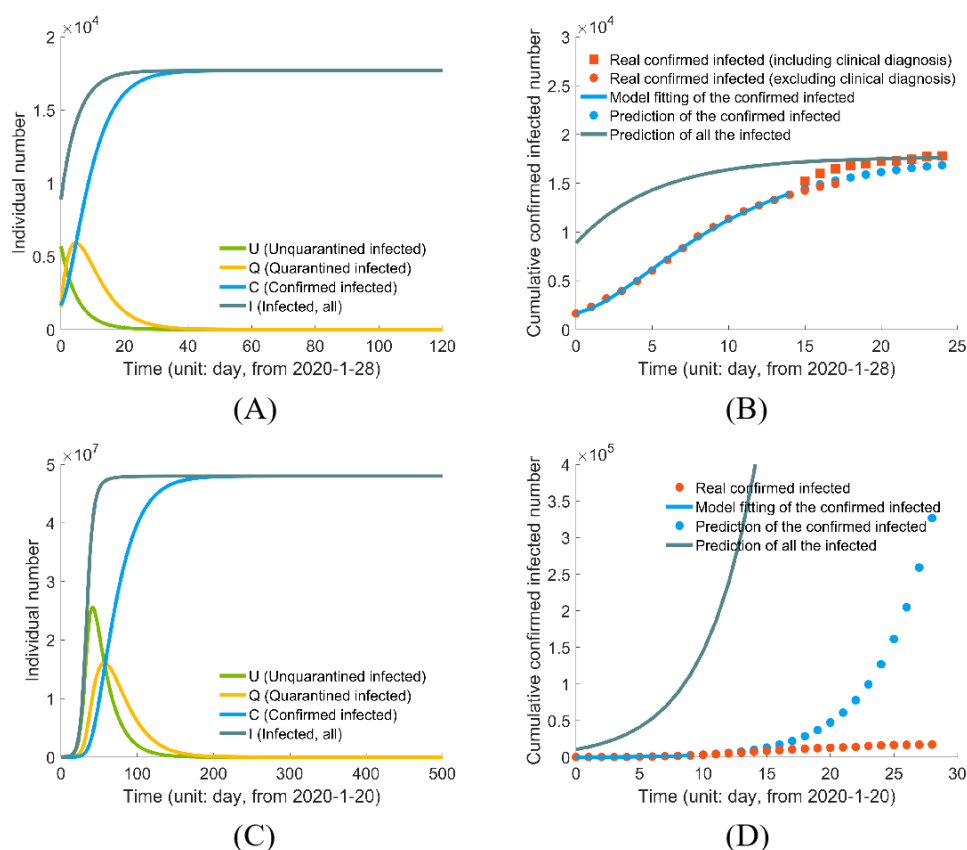 ×10⁴
2
1.5
1
0.5
0
Individual number
U (Unquarantined infected)
Q (Quarantined infected)
C (Confirmed infected)
I (Infected, all)
0 20 40 60 80 100 120
Time (unit: day, from 2020-1-28)
(A)
×10⁴
3
2.5
2
1.5
1
0.5
0
Cumulative confirmed infected number
Real confirmed infected (including clinical diagnosis)
Real confirmed infected (excluding clinical diagnosis)
Model fitting of the confirmed infected
Prediction of the confirmed infected
Prediction of all the infected
0 5 10 15 20 25
Time (unit: day, from 2020-1-28)
(B)
×10⁷
5
4
3
2
1
0
Individual number
U (Unquarantined infected)
Q (Quarantined infected)
C (Confirmed infected)
I (Infected, all)
0 100 200 300 400 500
Time (unit: day, from 2020-1-20)
(C)
×10⁵
4
3.5
3
2.5
2
1.5
1
0.5
0
Cumulative confirmed infected number
Real confirmed infected
Model fitting of the confirmed infected
Prediction of the confirmed infected
Prediction of all the infected
0 5 10 15 20 25 30
Time (unit: day, from 2020-1-20)
(D)